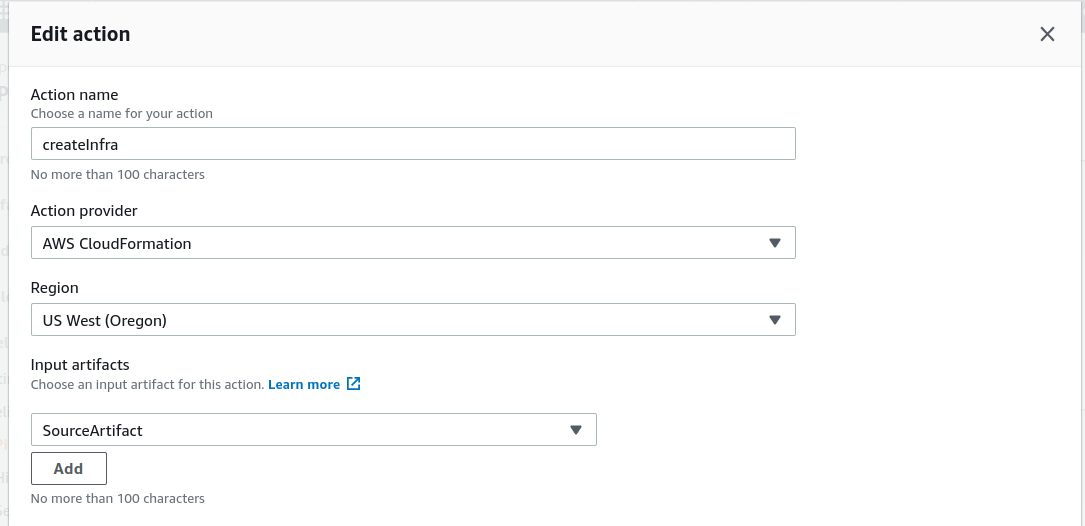 Edit action
Action name
Choose a name for your action
createInfra
No more than 100 characters
Action provider
AWS CloudFormation
Region
US West (Oregon)
Input artifacts
Choose an input artifact for this action. Learn more
SourceArtifact
Add
No more than 100 characters